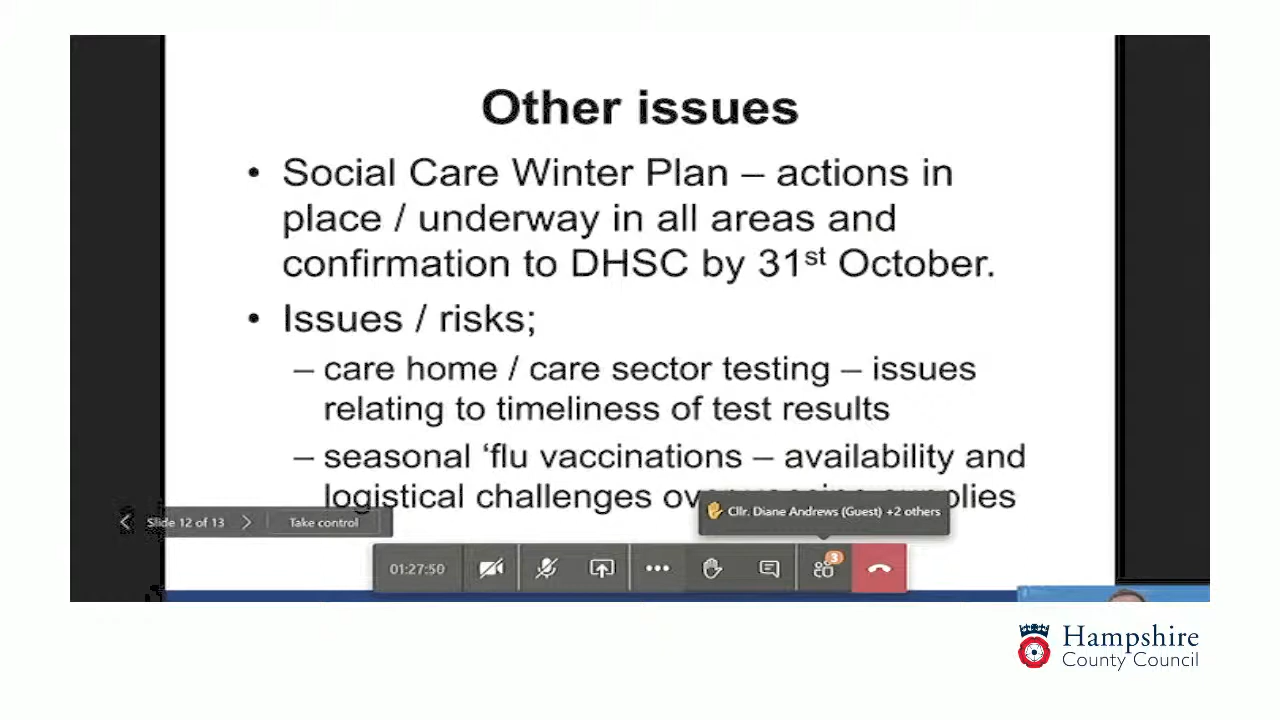 Other issues
• Social Care Winter Plan – actions in
place / underway in all areas and
confirmation to DHSC by 31st October.
• Issues / risks;
– care home / care sector testing – issues
relating to timeliness of test results
– seasonal ‘flu vaccinations – availability and
logistical challenges
Slide 12 of 13
Take control
Cllr. Diane Andrews (Guest) +2 others
01:27:50
3
Hampshire
County Council